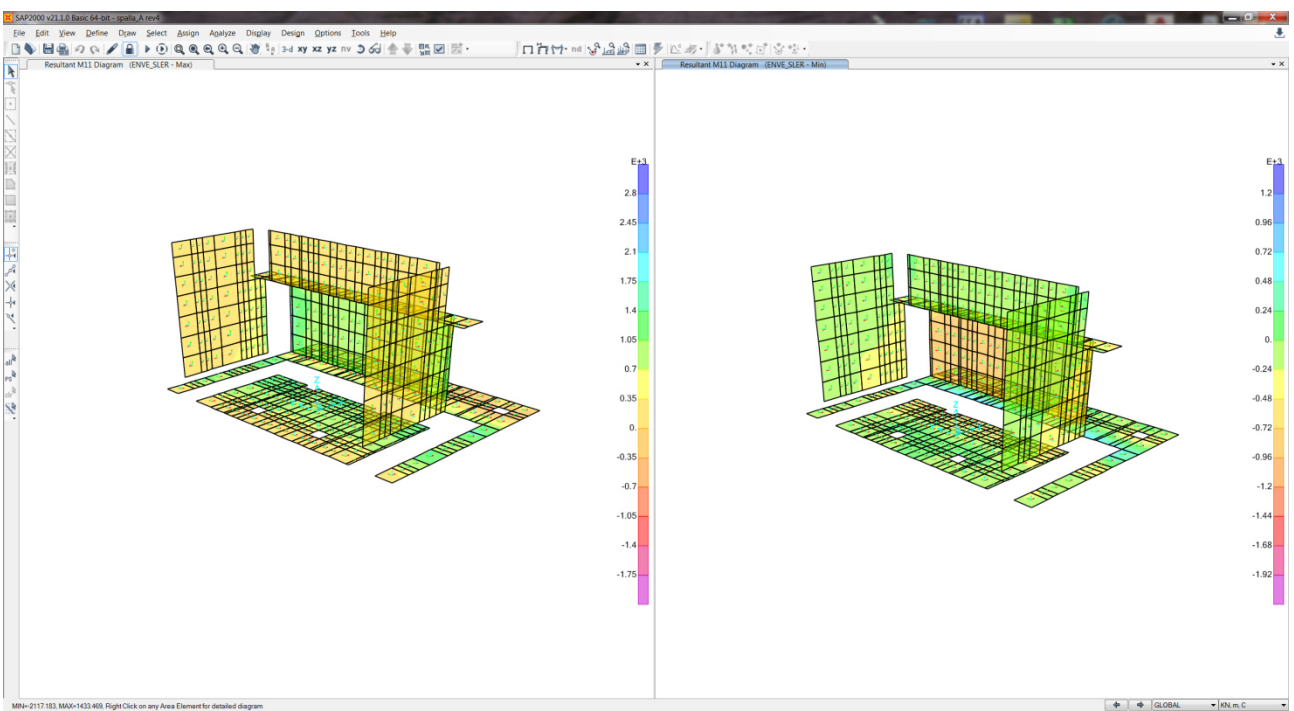 SAP2000 v21.1.0 Basic 64-bit - spalla_A rev4
File Edit View Define Draw Select Assign Analyze Display Design Options Tools Help
3-d xy xz yz nv
nd
Resultant M11 Diagram (ENVE_SLER - Max)
Resultant M11 Diagram (ENVE_SLER - Min)
E+3
2.8
2.45
2.1
1.75
1.4
1.05
0.7
0.35
0.
-0.35
-0.7
-1.05
-1.4
-1.75
Z
E+3
1.2
0.96
0.72
0.48
0.24
0.
-0.24
-0.48
-0.72
-0.96
-1.2
-1.44
-1.68
-1.92
Z
all
PS
MIN=-2117.183, MAX=1433.469, Right Click on any Area Element for detailed diagram
GLOBAL
KN, m, C